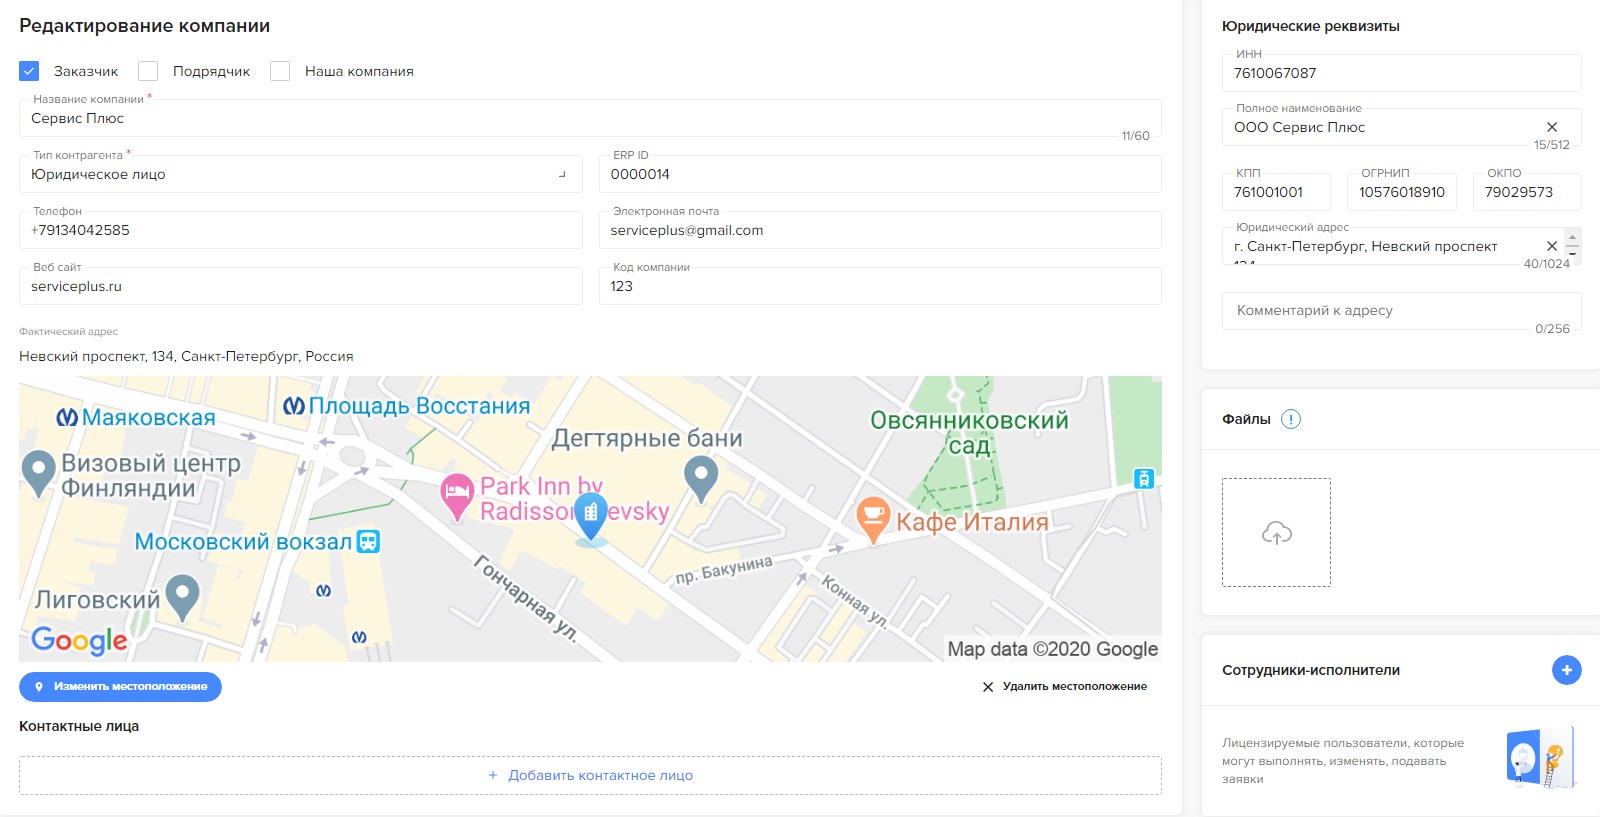 Редактирование компании
Заказчик
Подрядчик
Наша компания
Название компании *
Сервис Плюс
11/60
Тип контрагента *
Юридическое лицо
ERP ID
0000014
Телефон
+79134042585
Электронная почта
serviceplus@gmail.com
Веб сайт
serviceplus.ru
Код компании
123
Фактический адрес
Невский проспект, 134, Санкт-Петербург, Россия
Маяковская
Площадь Восстания
Визовый центр
Финляндии
Дегтярные бани
Овсянниковский
сад
Park Inn by
Radisson evsky
Московский вокзал
Кафе Италия
Гончарная ул.
пр. Бакунина
Конная ул.
Лиговский
Google
Map data ©2020 Google
Изменить местоположение
Удалить местоположение
Контактные лица
+ Добавить контактное лицо
Юридические реквизиты
ИНН
7610067087
Полное наименование
ООО Сервис Плюс
15/512
КПП
761001001
ОГРНИП
10576018910
ОКПО
79029573
Юридический адрес
г. Санкт-Петербург, Невский проспект
40/1024
Комментарий к адресу
0/256
Файлы
Сотрудники-исполнители
Лицензируемые пользователи, которые
могут выполнять, изменять, подавать
заявки